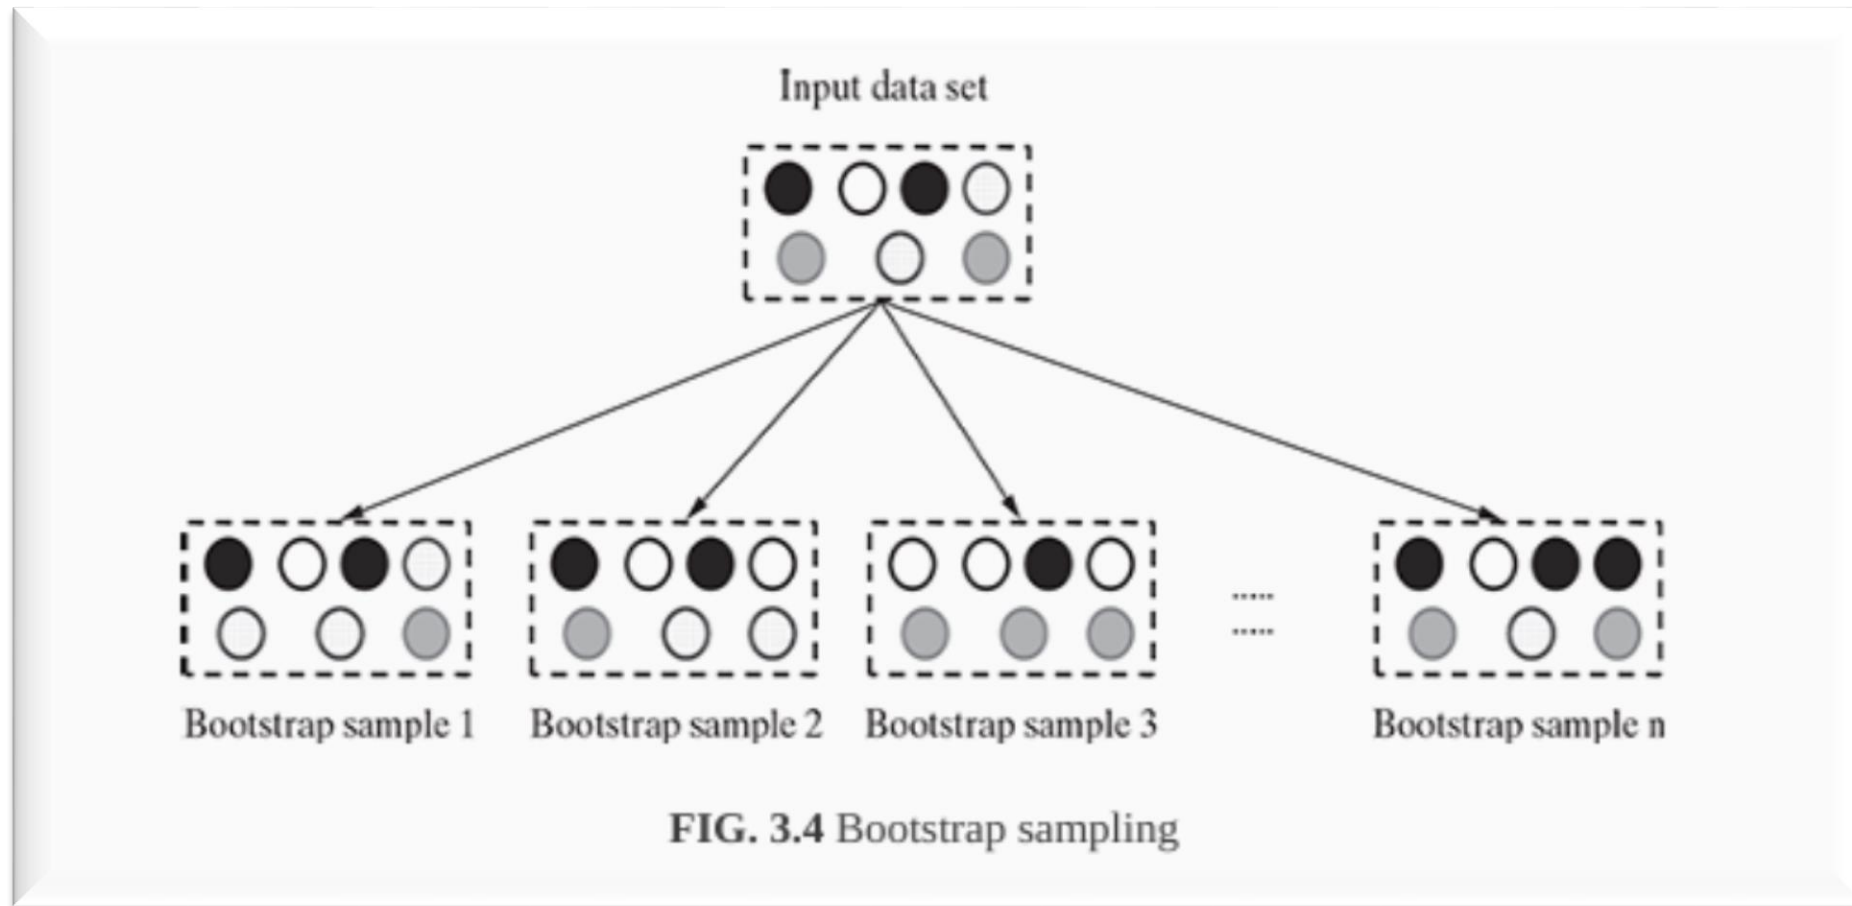 Input data set
.....
.....
Bootstrap sample 1
Bootstrap sample 2
Bootstrap sample 3
Bootstrap sample n
FIG. 3.4 Bootstrap sampling